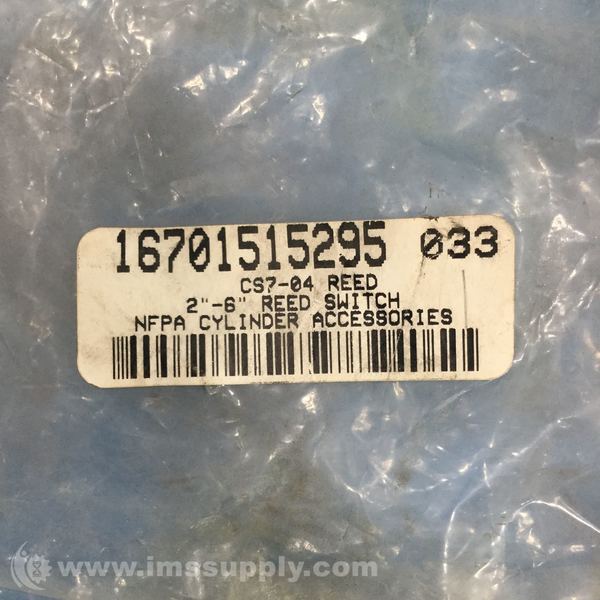 16701515295 033
CS7-04 REED
2"-6" REED SWITCH
NFPA CYLINDER ACCESSORIES
www.imssupply.com